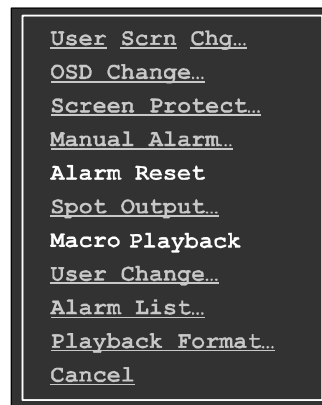 User Scrn Chg…
OSD Change…
Screen Protect…
Manual Alarm…
Alarm Reset
Spot Output…
Macro Playback
User Change…
Alarm List…
Playback Format…
Cancel